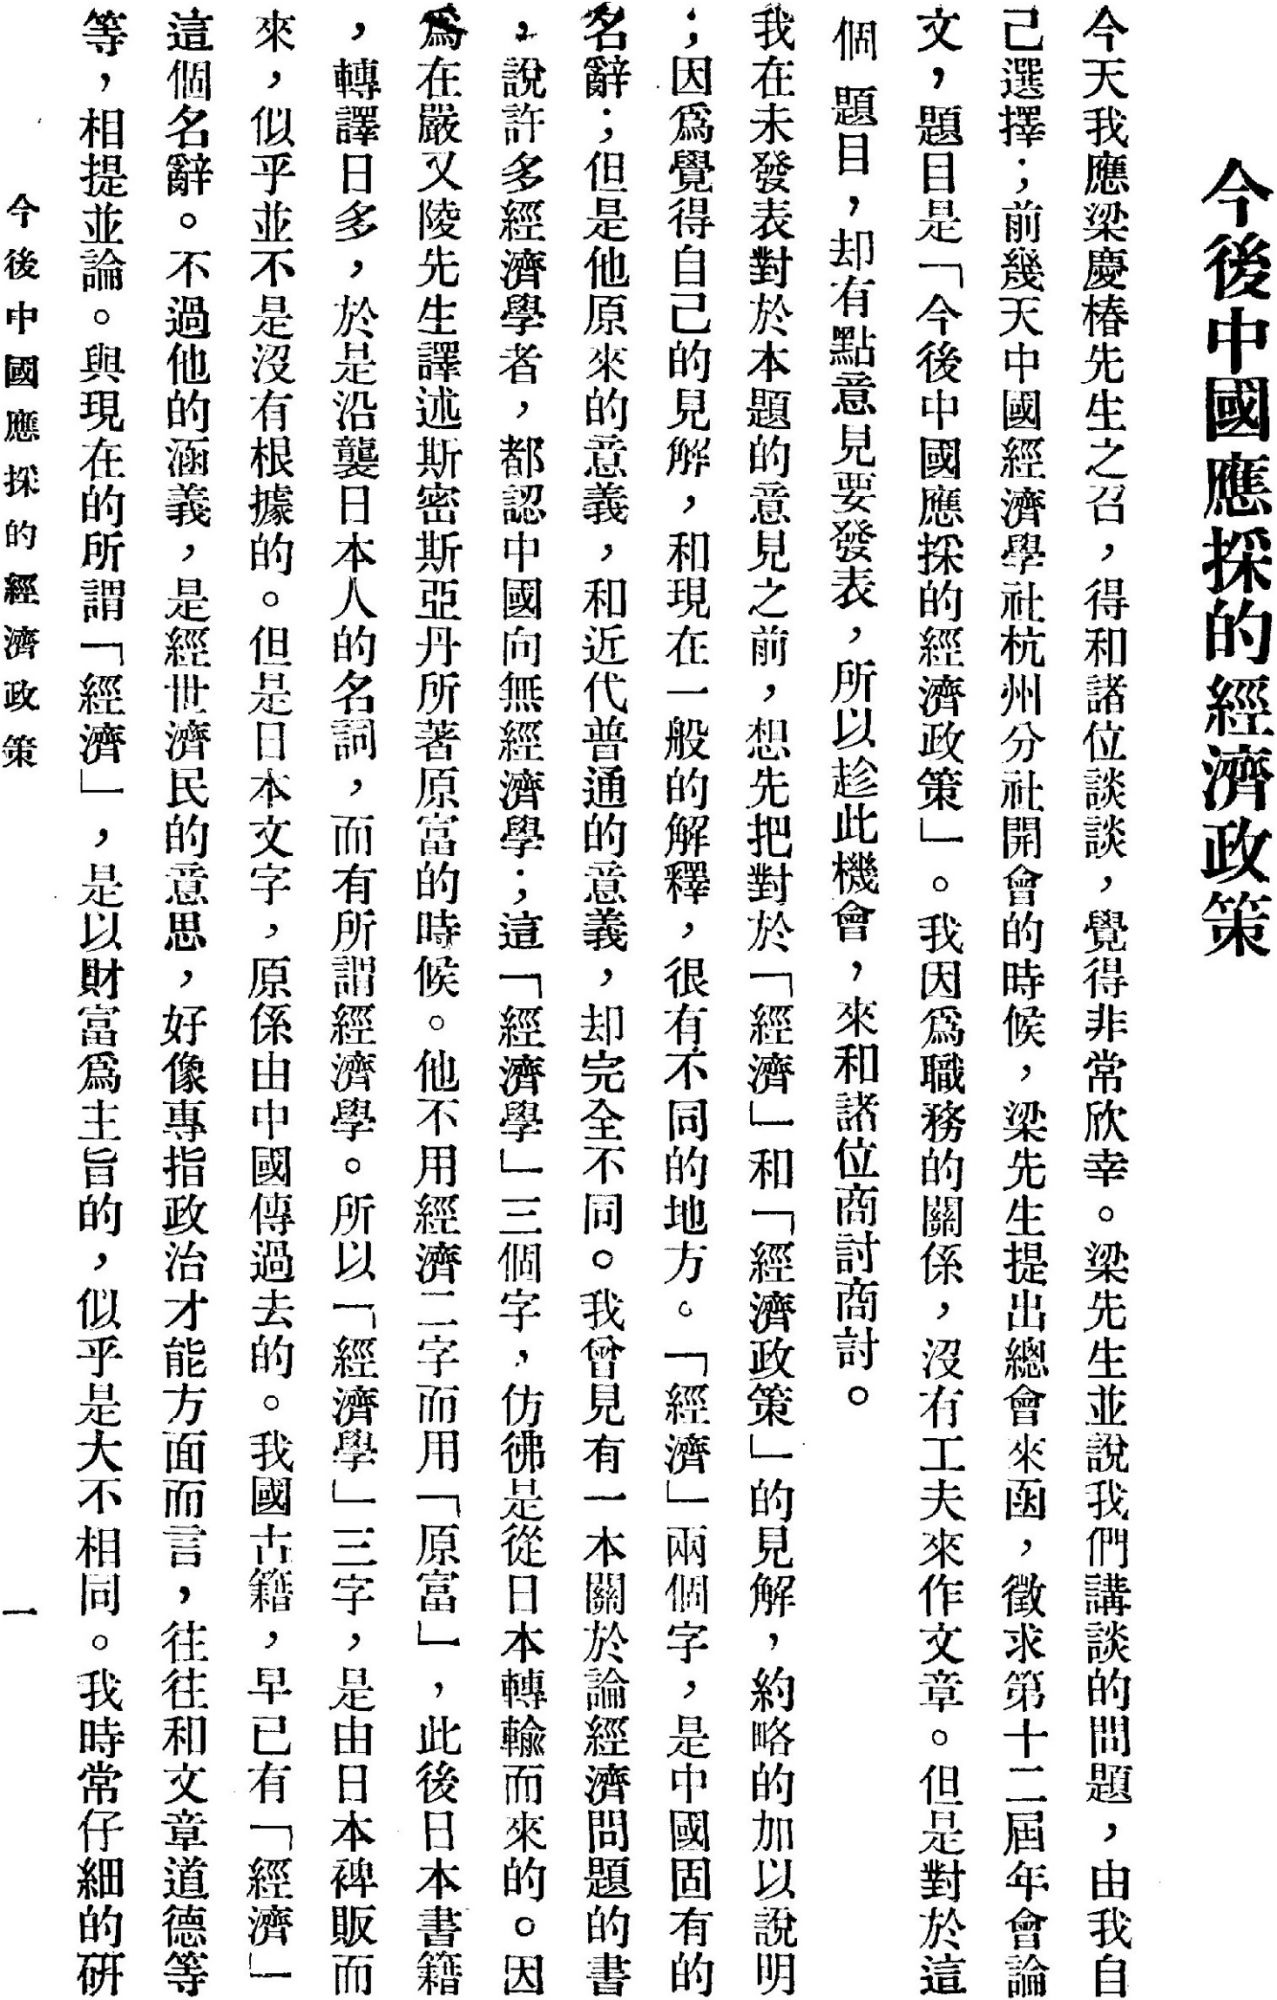 今後中國應採的經濟政策
今天我應梁慶椿先生之召，得和諸位談談，覺得非常欣幸。梁先生並說我們講談的問題，由我自
己選擇；前幾天中國經濟學社杭州分社開會的時候，梁先生提出總會來函，徵求第十二屆年會論
文，題目是「今後中國應採的經濟政策」。我因爲職務的關係，沒有工夫來作文章。但是對於這
個題目，却有點意見要發表，所以趁此機會，來和諸位商討商討。
我在未發表對於本題的意見之前，想先把對於「經濟」和「經濟政策」的見解，約略的加以說明
；因爲覺得自己的見解，和現在一般的解釋，很有不同的地方。「經濟」兩個字，是中國固有的
名辭；但是他原來的意義，和近代普通的意義，却完全不同。我曾見有一本關於論經濟問題的書
，說許多經濟學者，都認中國向無經濟學；這「經濟學」三個字，仿彿是從日本轉輸而來的。因
爲在嚴又陵先生譯述斯密斯亞丹所著原富的時候。他不用經濟二字而用「原富」，此後日本書籍
，轉譯日多，於是沿襲日本人的名詞，而有所謂經濟學。所以「經濟學」三字，是由日本裨販而
來，似乎並不是沒有根據的。但是日本文字，原係由中國傳過去的。我國古籍，早已有「經濟」
這個名辭。不過他的涵義，是經世濟民的意思，好像專指政治才能方面而言，往往和文章道德等
等，相提並論。與現在的所謂「經濟」，是以財富爲主旨的，似乎是大不相同。我時常仔細的研
今後中國應採的經濟政策
一